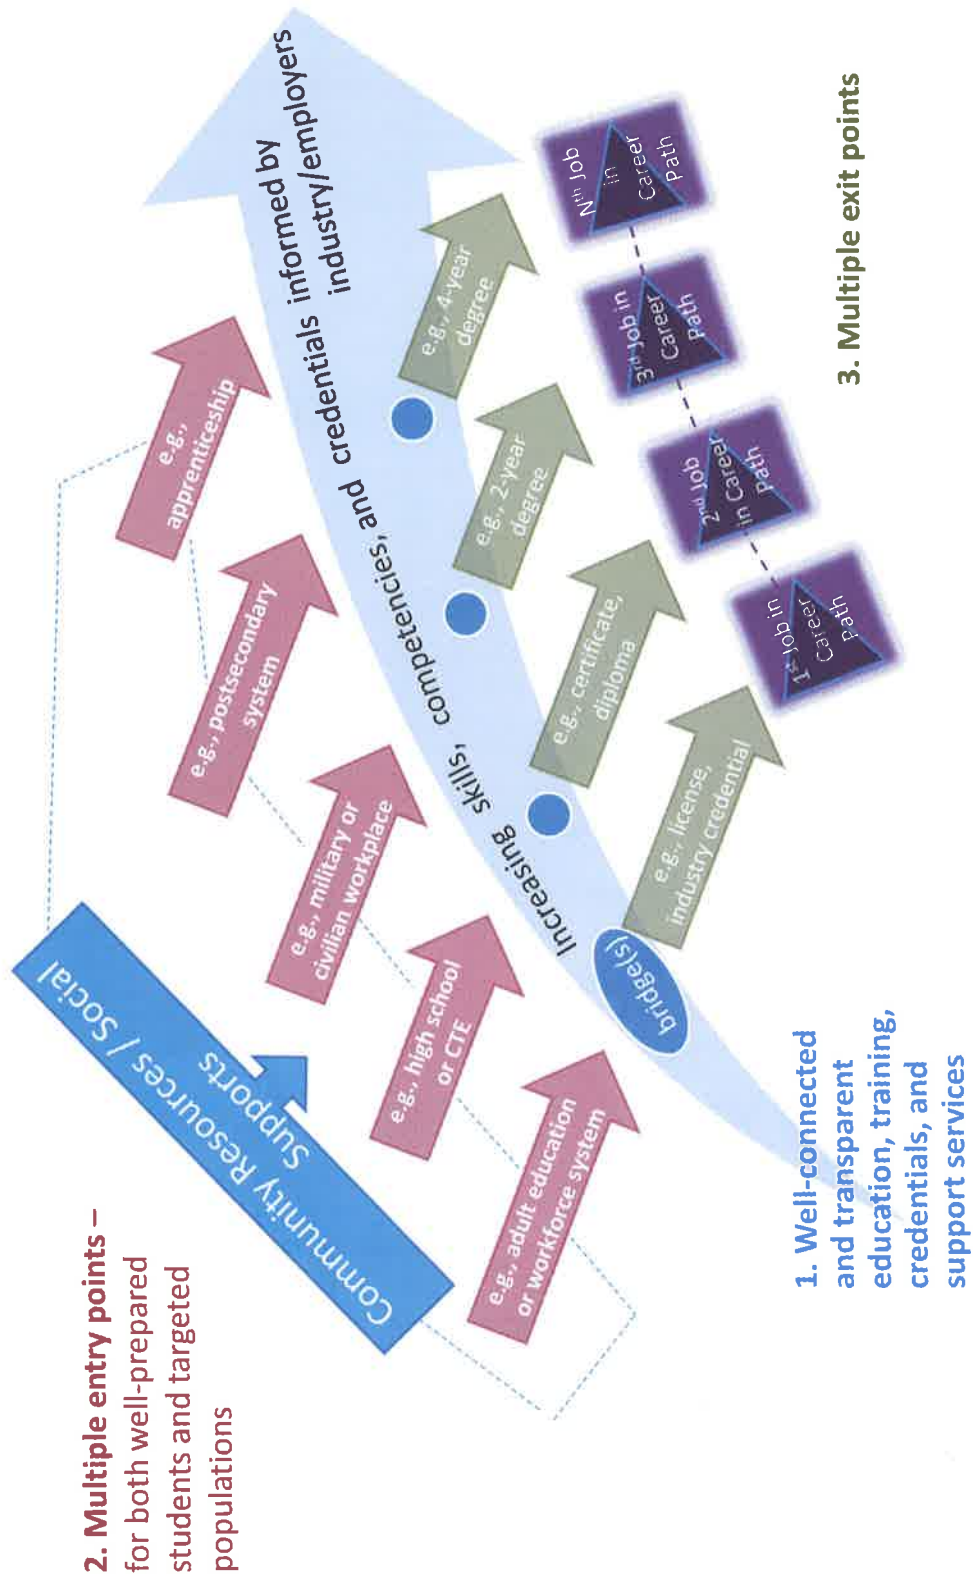 2. Multiple entry points –
for both well-prepared
students and targeted
populations
Community Resources / Social
Supports
e.g., adult education
or workforce system
e.g., high school
or CTE
e.g., military or
civilian workplace
e.g., postsecondary
system
e.g.,
apprenticeship
Increasing skills, competencies, and credentials informed by
industry/employers
bridge(s)
e.g., license,
industry credential
e.g., certificate,
diploma
e.g., 2-year
degree
e.g., 4-year
degree
1st Job in
Career
Path
2nd Job
in Career
Path
3rd Job in
Career
Path
Nth Job
in
Career
Path
1. Well-connected
and transparent
education, training,
credentials, and
support services
3. Multiple exit points